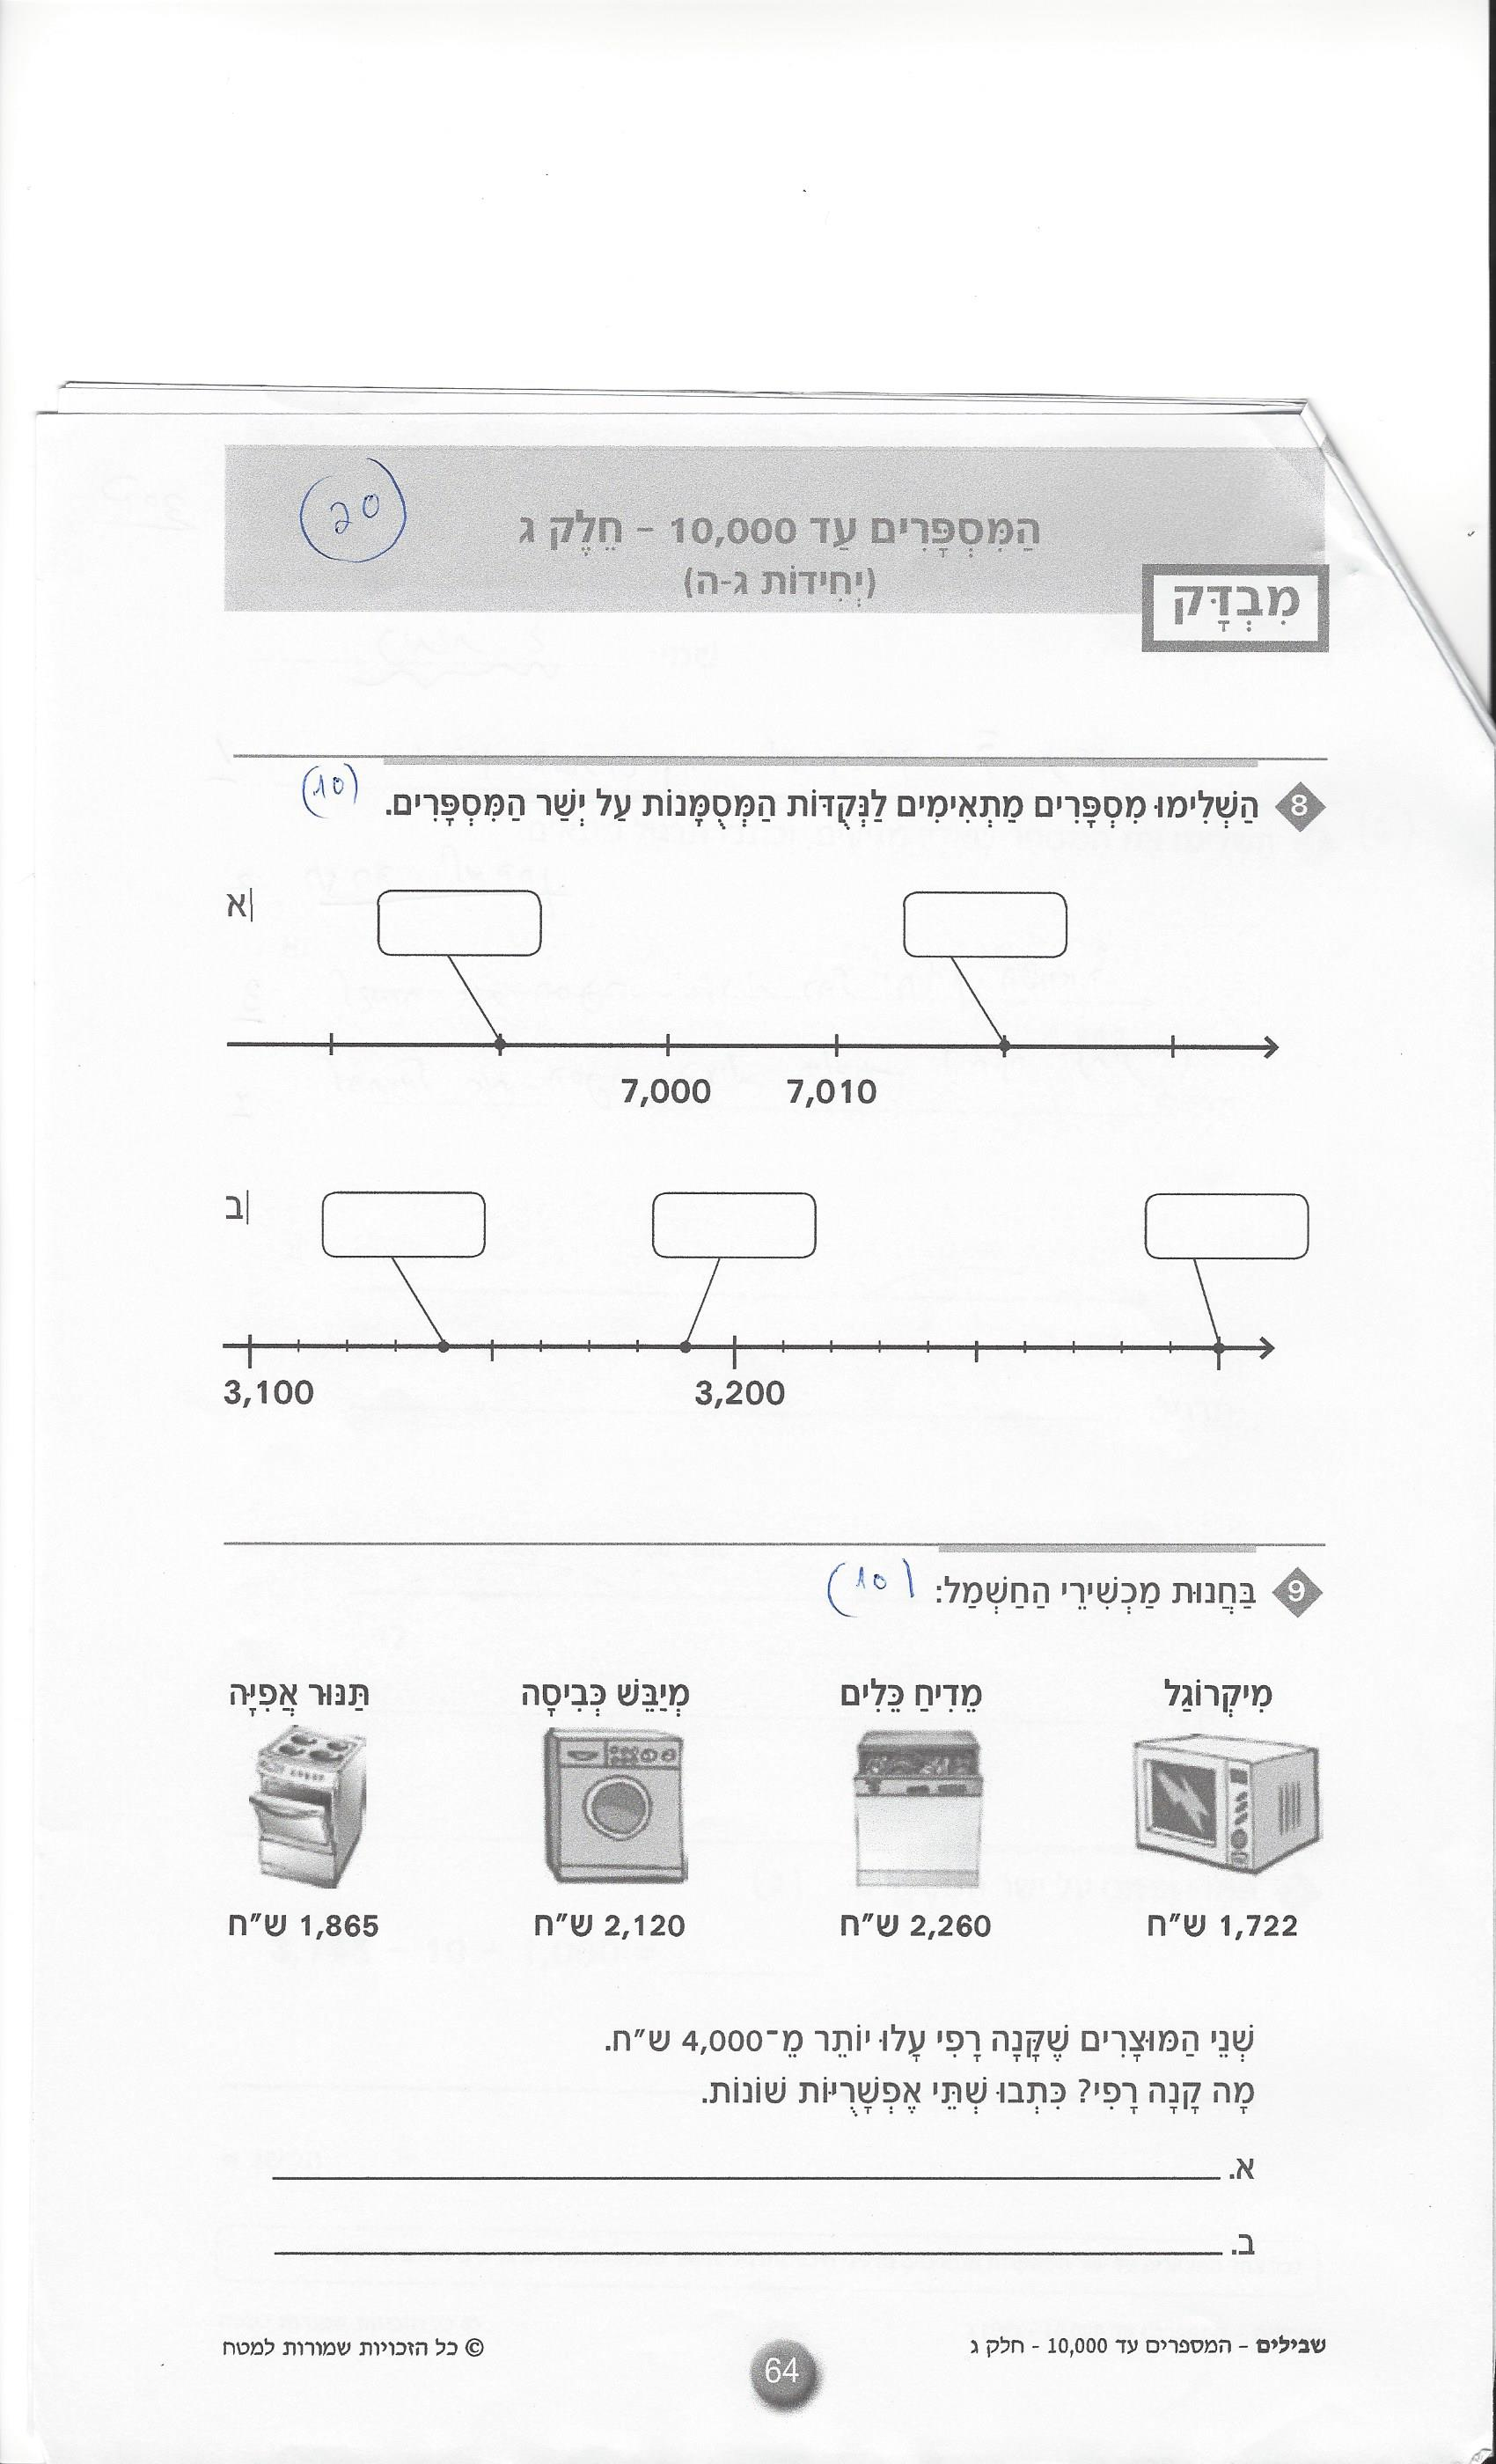 הַמִּסְפָּרִים עַד 10,000 – חֵלֶק ג
20
(יְחִידוֹת ג-ה)
מִבְדָּק
8 הַשְׁלִימוּ מִסְפָּרִים מַתְאִימִים לַנְּקֻדּוֹת הַמְּסֻמָּנוֹת עַל יְשַׁר הַמִּסְפָּרִים. (10)
א|
7,000 7,010
ב|
3,100 3,200
9 בַּחֲנוּת מַכְשִׁירֵי הַחַשְׁמַל: (10)
מִיקְרוֹגַל מֵדִיחַ כֵּלִים מְיַבֵּשׁ כְּבִיסָה תַּנּוּר אֲפִיָּה
1,722 ש"ח 2,260 ש"ח 2,120 ש"ח 1,865 ש"ח
שְׁנֵי הַמּוּצָרִים שֶׁקָּנָה רָפִי עָלוּ יוֹתֵר מֵ־4,000 ש"ח.
מָה קָנָה רָפִי? כִּתְבוּ שְׁתֵּי אֶפְשָׁרֻיּוֹת שׁוֹנוֹת.
א.
ב.
שבילים – המספרים עד 10,000 - חלק ג
64
© כל הזכויות שמורות למטח